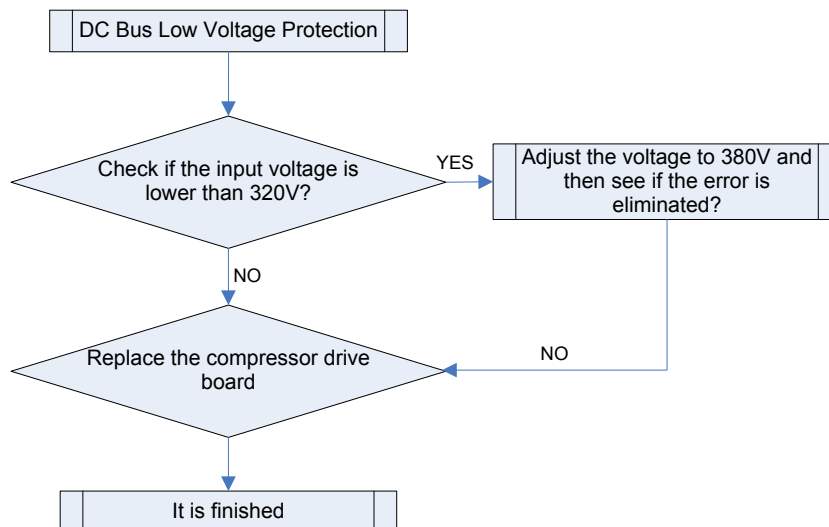 DC Bus Low Voltage Protection
Check if the input voltage is
lower than 320V?
YES
Adjust the voltage to 380V and
then see if the error is
eliminated?
NO
Replace the compressor drive
board
NO
It is finished